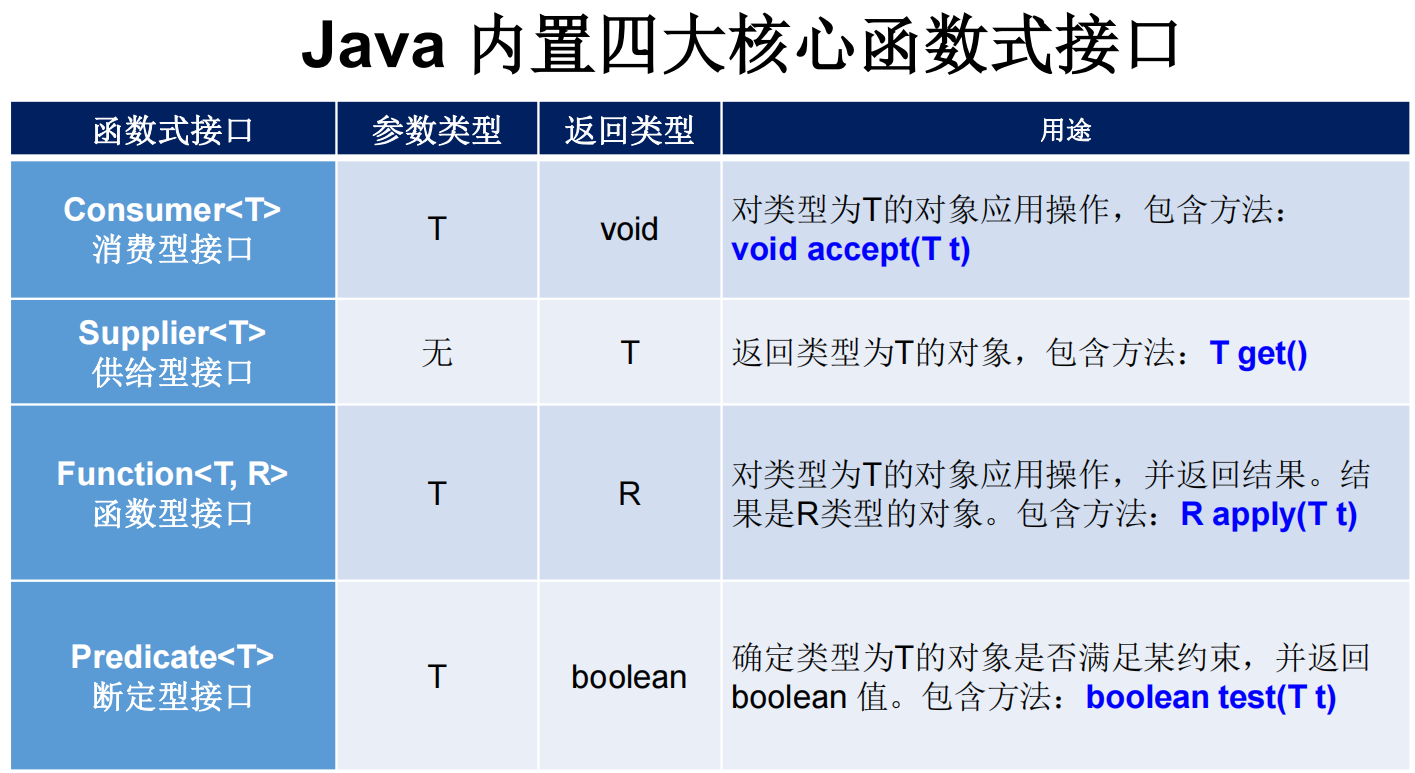 Java 内置四大核心函数式接口
函数式接口 参数类型 返回类型 用途
Consumer<T>
消费型接口
T
void
对类型为T的对象应用操作，包含方法：
void accept(T t)
Supplier<T>
供给型接口
无
T
返回类型为T的对象，包含方法：T get()
Function<T, R>
函数型接口
T
R
对类型为T的对象应用操作，并返回结果。结
果是R类型的对象。包含方法：R apply(T t)
Predicate<T>
断定型接口
T
boolean
确定类型为T的对象是否满足某约束，并返回
boolean 值。包含方法：boolean test(T t)